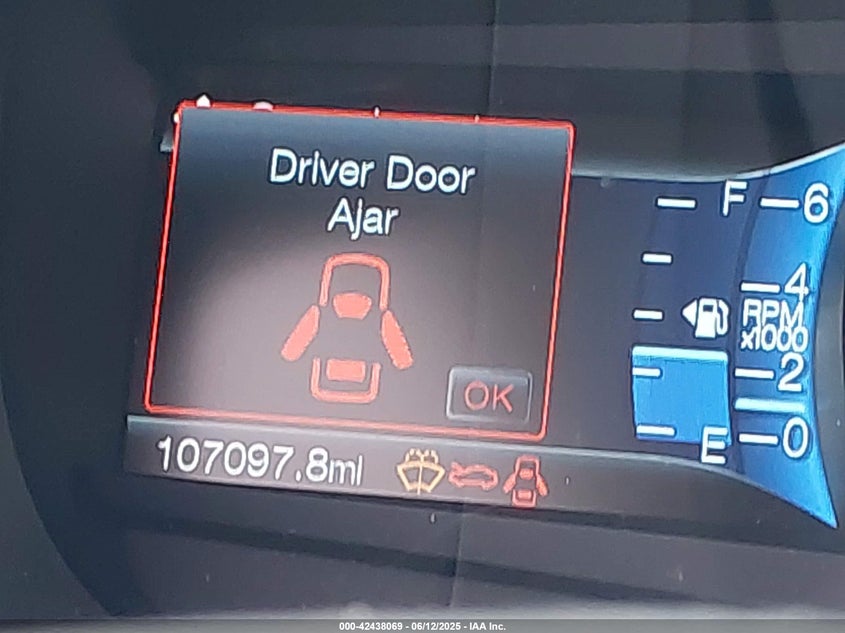 Driver Door
Ajar
OK
107097.8mi
F
E
6
4
RPM
x1000
2
0
000-42438069 - 06/12/2025 - IAA Inc.